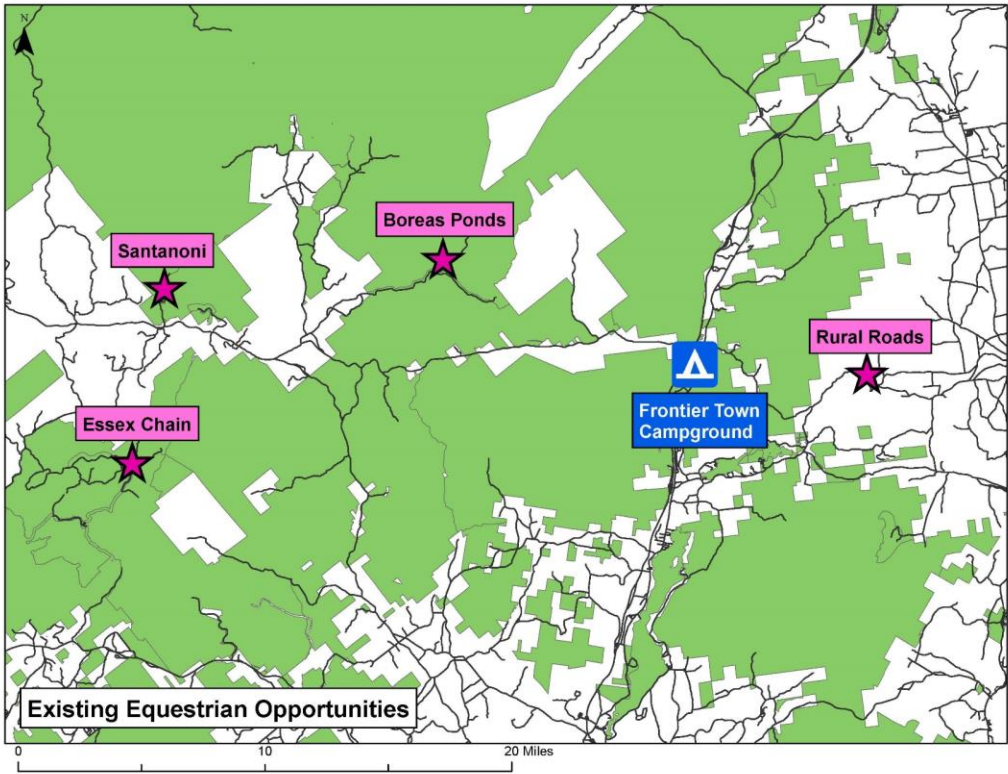 N
Boreas Ponds
Santanoni
Rural Roads
Essex Chain
Frontier Town
Campground
Existing Equestrian Opportunities
0 10 20 Miles